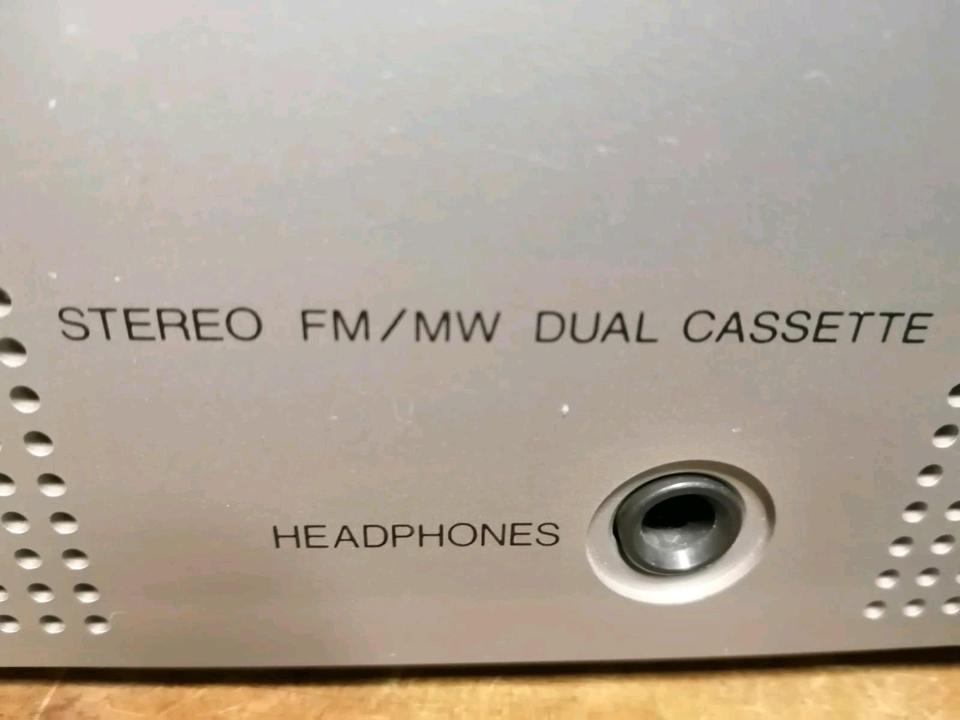 STEREO FM/MW DUAL CASSETTE
HEADPHONES